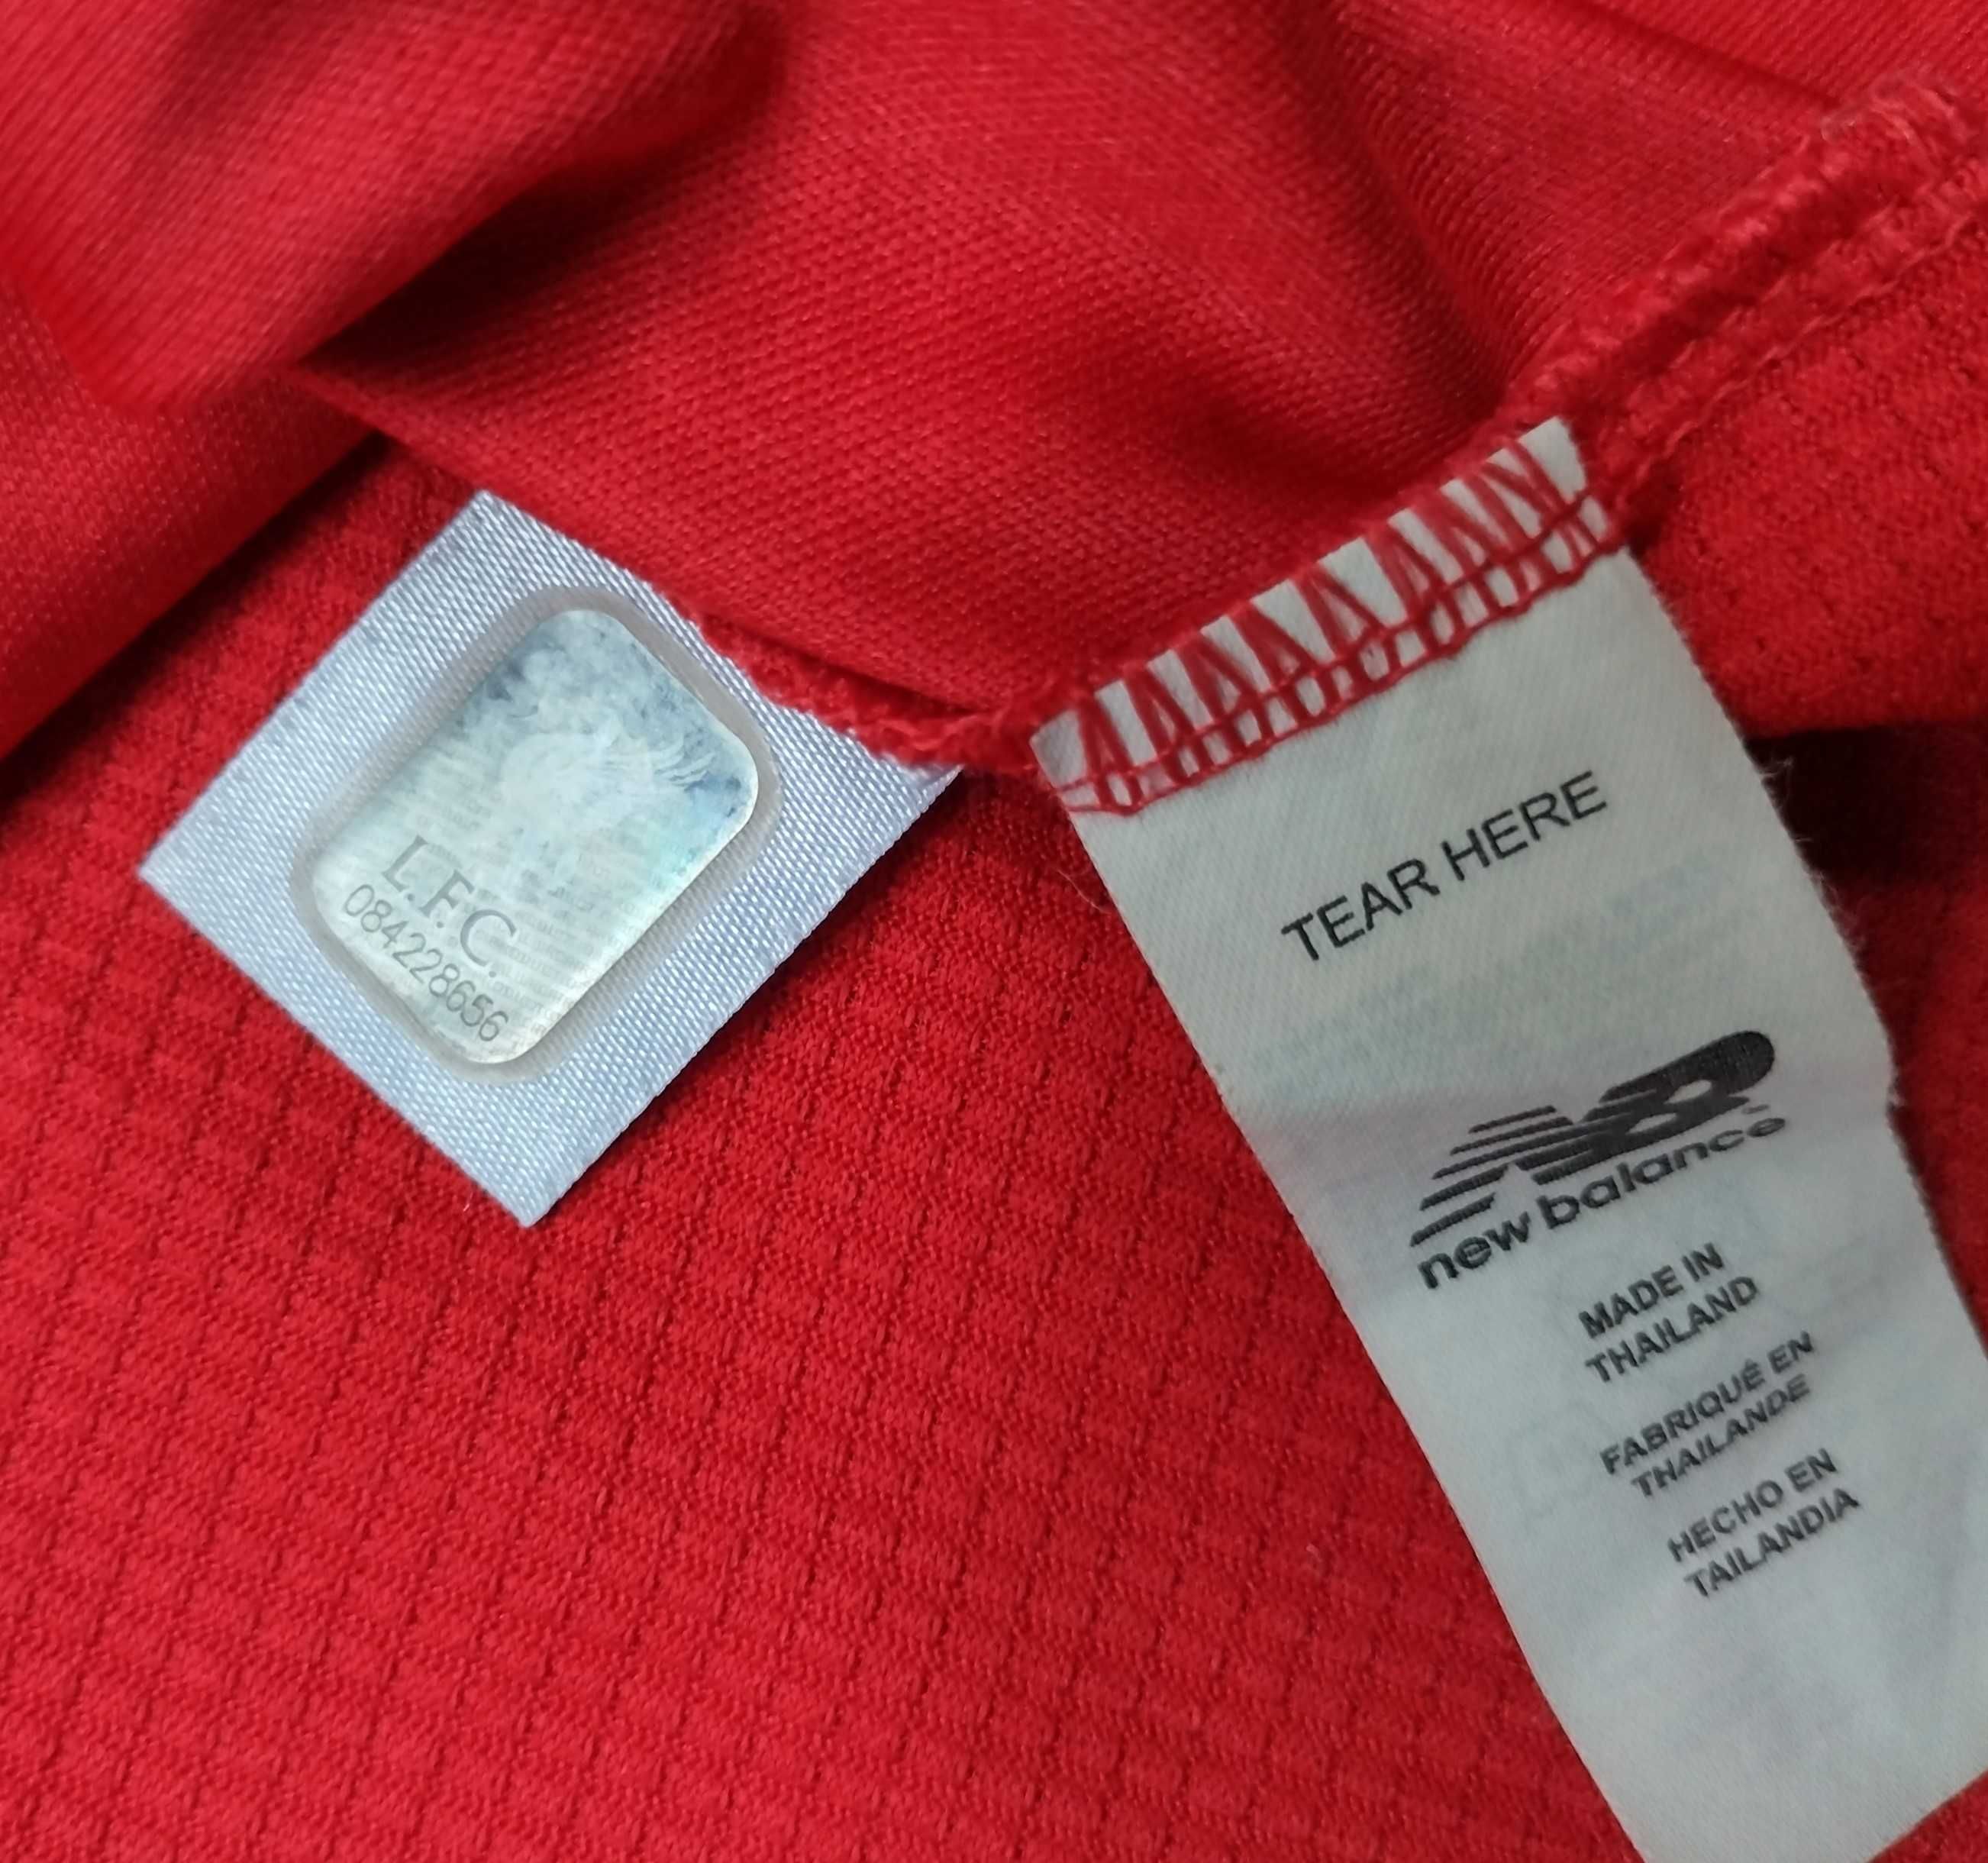 L.F.C.
084228656
TEAR HERE
new balance
MADE IN
THAILAND
FABRIQUÉ EN
THAILANDE
HECHO EN
TAILANDIA